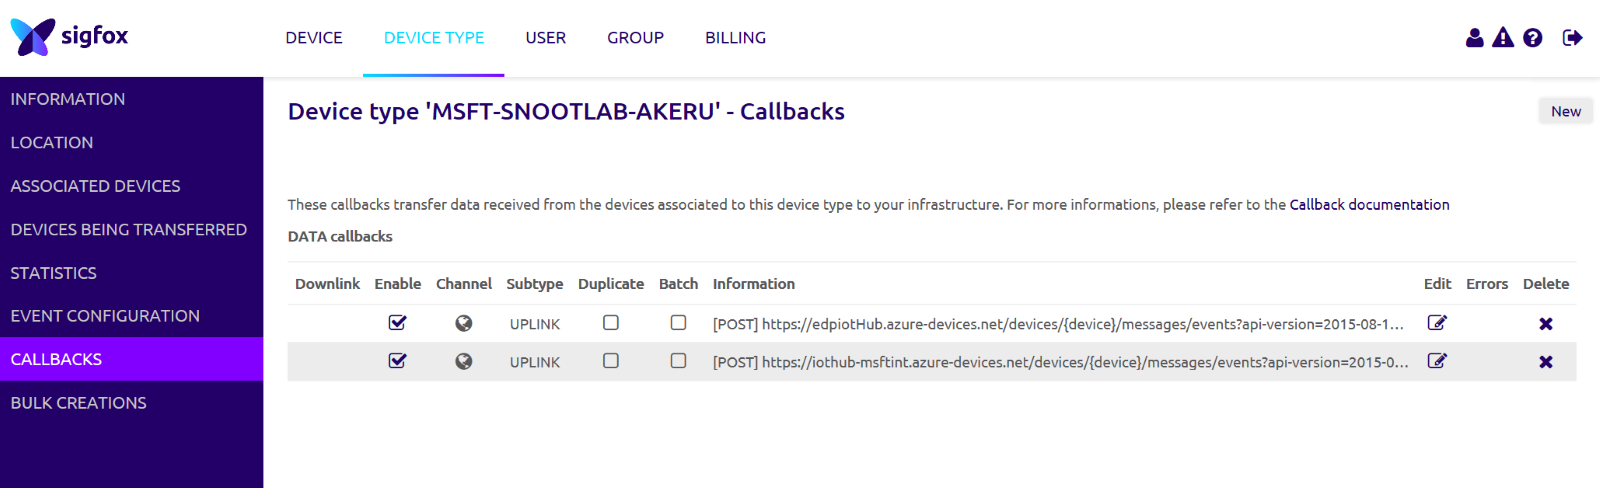 sigfox
DEVICE DEVICE TYPE USER GROUP BILLING
INFORMATION
LOCATION
ASSOCIATED DEVICES
DEVICES BEING TRANSFERRED
STATISTICS
EVENT CONFIGURATION
CALLBACKS
BULK CREATIONS
Device type 'MSFT-SNOOTLAB-AKERU' - Callbacks
New
These callbacks transfer data received from the devices associated to this device type to your infrastructure. For more informations, please refer to the Callback documentation
DATA callbacks
Downlink Enable Channel Subtype Duplicate Batch Information Edit Errors Delete
UPLINK [POST] https://edpiotHub.azure-devices.net/devices/{device}/messages/events?api-version=2015-08-1...
UPLINK [POST] https://iothub-msftint.azure-devices.net/devices/{device}/messages/events?api-version=2015-0...